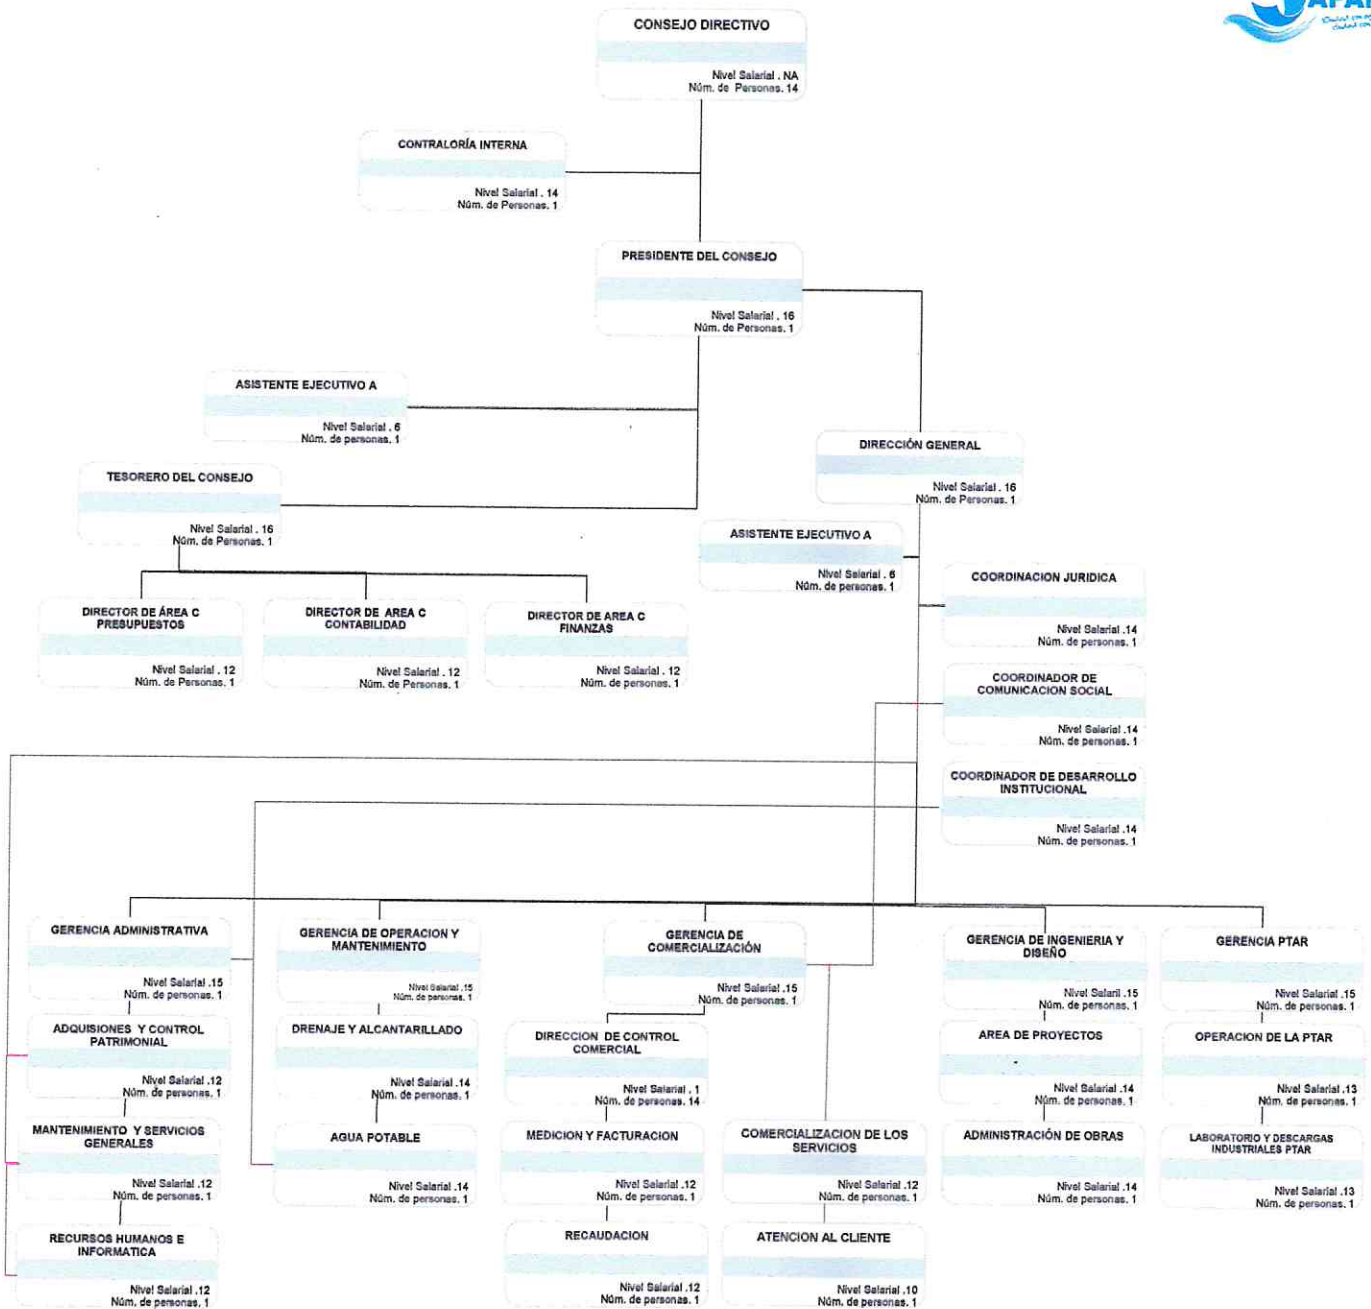 CONSEJO DIRECTIVO
Nivel Salarial . NA
Núm. de Personas. 14
CONTRALORÍA INTERNA
Nivel Salarial . 14
Núm. de Personas. 1
PRESIDENTE DEL CONSEJO
Nivel Salarial . 16
Núm. de Personas. 1
ASISTENTE EJECUTIVO A
Nivel Salarial . 6
Núm. de personas. 1
DIRECCIÓN GENERAL
Nivel Salarial . 16
Núm. de Personas. 1
TESORERO DEL CONSEJO
Nivel Salarial . 16
Núm. de Personas. 1
ASISTENTE EJECUTIVO A
Nivel Salarial . 6
Núm. de personas. 1
COORDINACION JURIDICA
Nivel Salarial .14
Núm. de personas. 1
DIRECTOR DE ÁREA C
PRESUPUESTOS
Nivel Salarial . 12
Núm. de Personas. 1
DIRECTOR DE AREA C
CONTABILIDAD
Nivel Salarial . 12
Núm. de Personas. 1
DIRECTOR DE AREA C
FINANZAS
Nivel Salarial . 12
Núm. de personas. 1
COORDINADOR DE
COMUNICACION SOCIAL
Nivel Salarial .14
Núm. de personas. 1
COORDINADOR DE DESARROLLO
INSTITUCIONAL
Nivel Salarial .14
Núm. de personas. 1
GERENCIA ADMINISTRATIVA
Nivel Salarial .15
Núm. de personas. 1
GERENCIA DE OPERACION Y
MANTENIMIENTO
Nivel Salarial .15
Núm. de personas. 1
GERENCIA DE
COMERCIALIZACIÓN
Nivel Salarial .15
Núm. de personas. 1
GERENCIA DE INGENIERIA Y
DISEÑO
Nivel Salaril .15
Núm. de personas. 1
GERENCIA PTAR
Nivel Salarial .15
Núm. de personas. 1
ADQUISIONES Y CONTROL
PATRIMONIAL
Nivel Salarial .12
Núm. de personas. 1
DRENAJE Y ALCANTARILLADO
Nivel Salarial .14
Núm. de personas. 1
DIRECCION DE CONTROL
COMERCIAL
Nivel Salarial . 1
Núm. de personas. 14
AREA DE PROYECTOS
Nivel Salarial .14
Núm. de personas. 1
OPERACION DE LA PTAR
Nivel Salarial .13
Núm. de personas. 1
MANTENIMIENTO Y SERVICIOS
GENERALES
Nivel Salarial .12
Núm. de personas. 1
AGUA POTABLE
Nivel Salarial .14
Núm. de personas. 1
MEDICION Y FACTURACION
Nivel Salarial .12
Núm. de personas. 1
COMERCIALIZACION DE LOS
SERVICIOS
Nivel Salarial .12
Núm. de personas. 1
ADMINISTRACIÓN DE OBRAS
Nivel Salarial .14
Núm. de personas. 1
LABORATORIO Y DESCARGAS
INDUSTRIALES PTAR
Nivel Salarial .13
Núm. de personas. 1
RECURSOS HUMANOS E
INFORMATICA
Nivel Salarial .12
Núm. de personas. 1
RECAUDACION
Nivel Salarial .12
Núm. de personas. 1
ATENCION AL CLIENTE
Nivel Salarial .10
Núm. de personas. 1